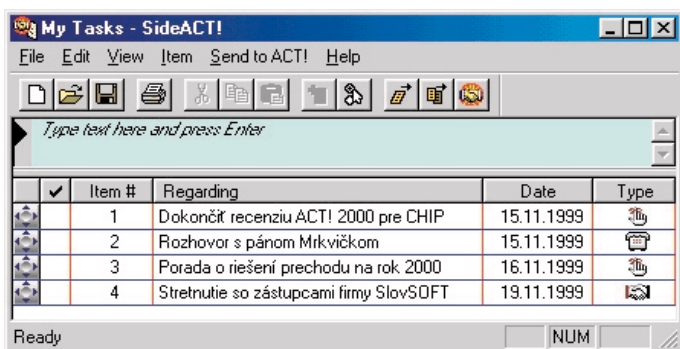 My Tasks - SideACT!
File Edit View Item Send to ACT! Help
Type text here and press Enter
Item # Regarding Date Type
1 Dokončiť recenziu ACT! 2000 pre CHIP 15.11.1999
2 Rozhovor s pánom Mrkvičkom 15.11.1999
3 Porada o riešení prechodu na rok 2000 16.11.1999
4 Stretnutie so zástupcami firmy SlovSOFT 19.11.1999
Ready NUM